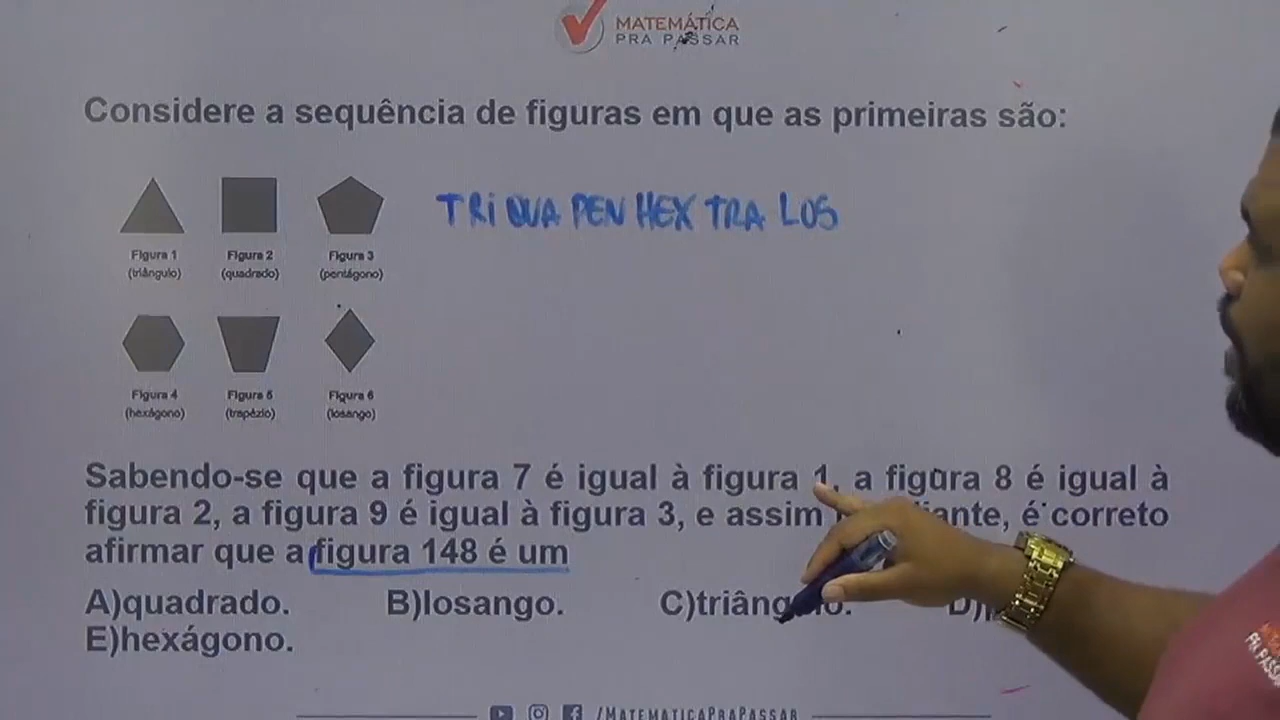 MATEMÁTICA
PRA PASSAR
Considere a sequência de figuras em que as primeiras são:
TRI QUA PEN HEX TRA LOS
Figura 1 Figura 2 Figura 3
(triângulo) (quadrado) (pentágono)
Figura 4 Figura 5 Figura 6
(hexágono) (trapézio) (losango)
Sabendo-se que a figura 7 é igual à figura 1, a figura 8 é igual à
figura 2, a figura 9 é igual à figura 3, e assim é correto
afirmar que a figura 148 é um
A)quadrado. B)losango. C) D)
E)hexágono.
/MATEMATICAPRAPASSAR